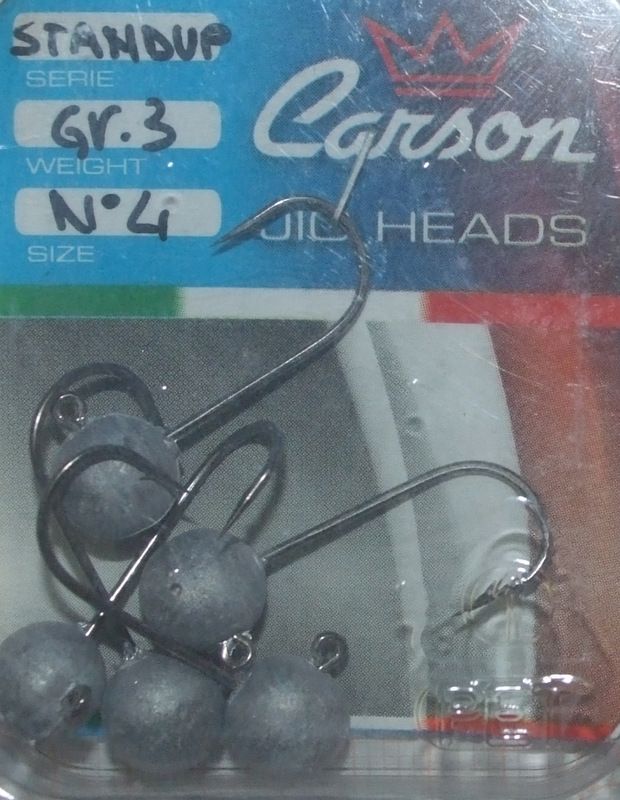 STANDUP
SERIE
Gr. 3
WEIGHT
N° 4
SIZE
Carson
JIG HEADS
PET